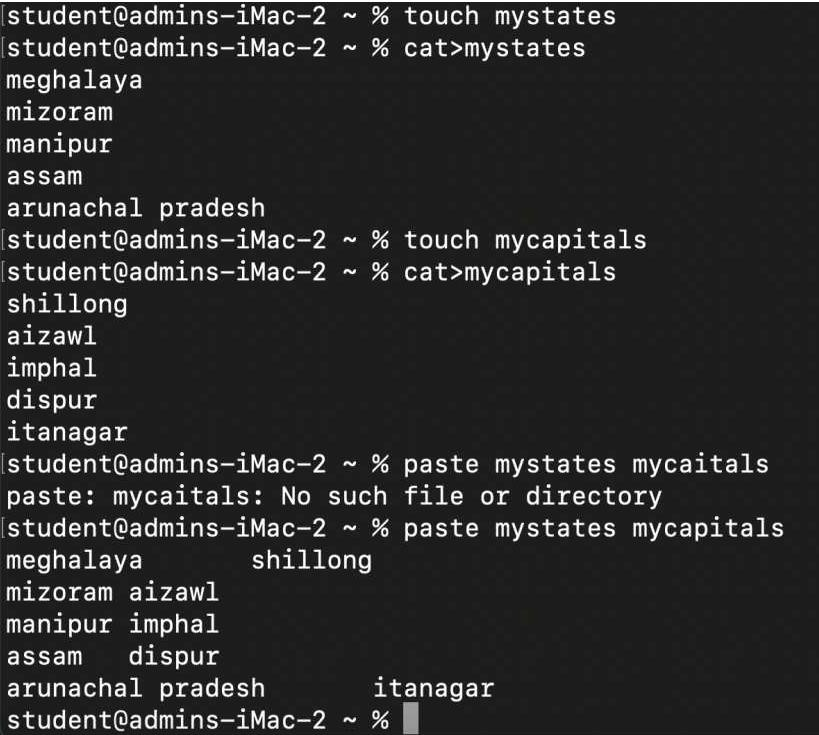 [student@admins-iMac-2 ~ % touch mystates
[student@admins-iMac-2 ~ % cat>mystates
meghalaya
mizoram
manipur
assam
arunachal pradesh
[student@admins-iMac-2 ~ % touch mycapitals
[student@admins-iMac-2 ~ % cat>mycapitals
shillong
aizawl
imphal
dispur
itanagar
[student@admins-iMac-2 ~ % paste mystates mycaitals
paste: mycaitals: No such file or directory
[student@admins-iMac-2 ~ % paste mystates mycapitals
meghalaya       shillong
mizoram aizawl
manipur imphal
assam   dispur
arunachal pradesh       itanagar
student@admins-iMac-2 ~ %